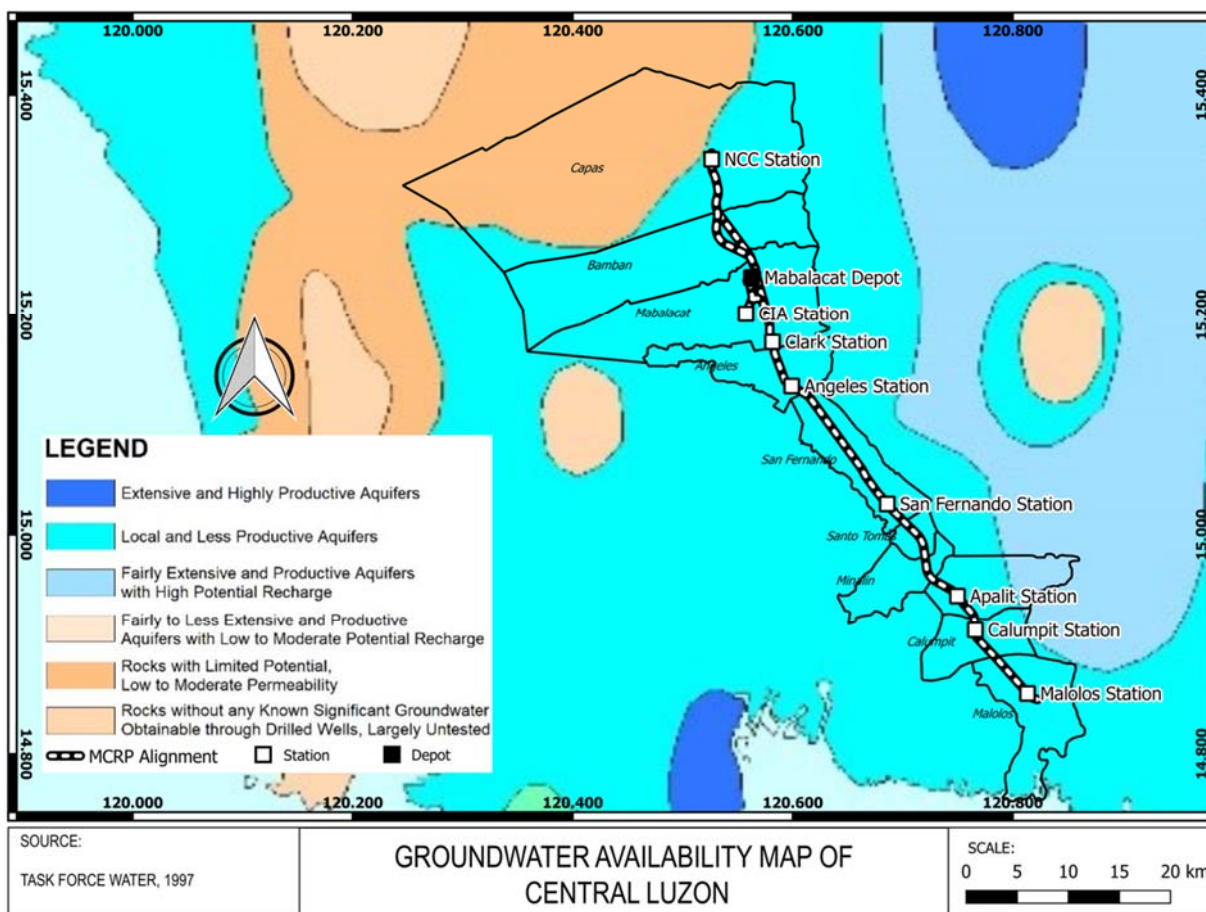 120.000 120.200 120.400 120.600 120.800
15.400 15.400
NCC Station
Capas
Bamban
Mabalacat Depot
Mabalacat
CIA Station
15.200 15.200
Clark Station
Angeles
Angeles Station
San Fernando
San Fernando Station
15.000 15.000
Santo Tomas
Minalin
Apalit Station
Calumpit Station
Calumpit
Malolos Station
Malolos
14.800 14.800
LEGEND
Extensive and Highly Productive Aquifers
Local and Less Productive Aquifers
Fairly Extensive and Productive Aquifers
with High Potential Recharge
Fairly to Less Extensive and Productive
Aquifers with Low to Moderate Potential Recharge
Rocks with Limited Potential,
Low to Moderate Permeability
Rocks without any Known Significant Groundwater
Obtainable through Drilled Wells, Largely Untested
MCRP Alignment Station Depot
120.000 120.200 120.400 120.600 120.800
SOURCE:
TASK FORCE WATER, 1997
GROUNDWATER AVAILABILITY MAP OF
CENTRAL LUZON
SCALE:
0 5 10 15 20 km